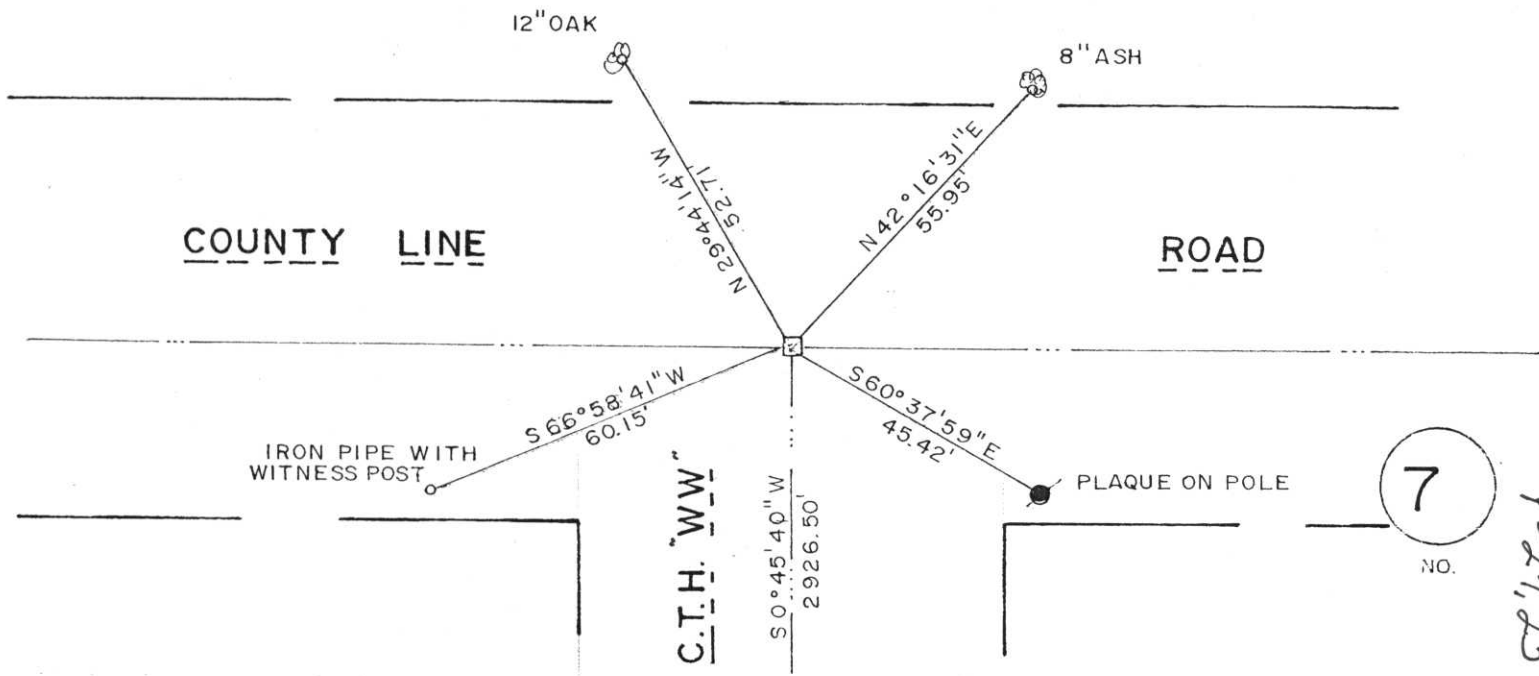 12" OAK
8" ASH
N 29°44'14" W
52.71'
N 42°16'31" E
55.95'
COUNTY LINE
ROAD
S 66°58'41" W
60.15'
S 60°37'59" E
45.42'
IRON PIPE WITH
WITNESS POST
PLAQUE ON POLE
C.T.H. "WW"
S 0°45'40" W
2926.50'
7
NO.